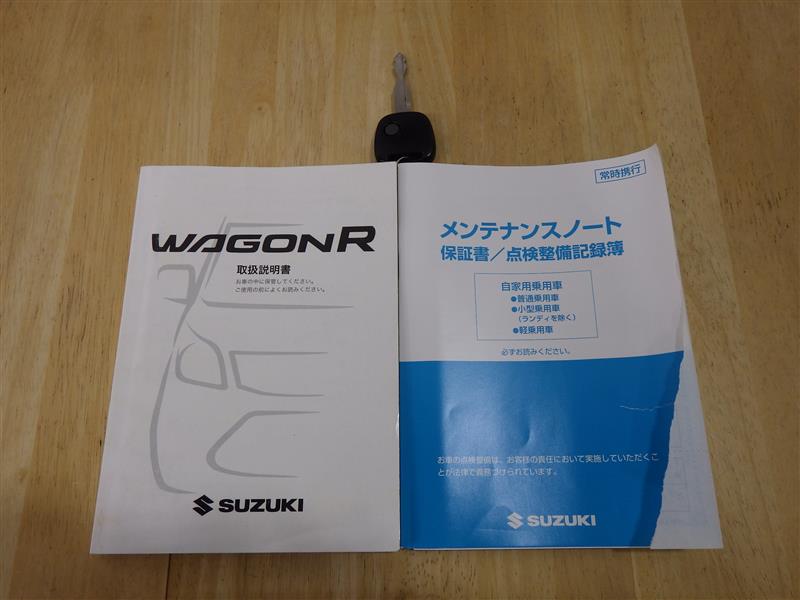 WAGONR
取扱説明書
お車の中に保管してください。
ご使用の前によくお読みください。
SUZUKI
常時携行
メンテナンスノート
保証書／点検整備記録簿
自家用乗用車
●普通乗用車
●小型乗用車
（ランディを除く）
●軽乗用車
必ずお読みください。
お車の点検整備は、お客様の責任において実施していただくこ
とが法律で義務づけられています。
SUZUKI